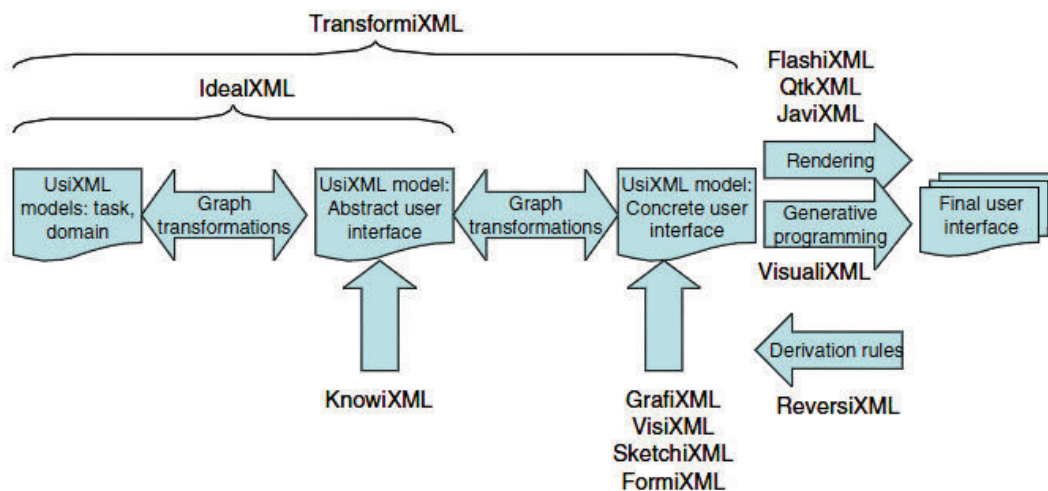 TransformiXML
IdealXML
FlashiXML
QtkXML
JaviXML
UsiXML
models: task,
domain
Graph
transformations
UsiXML model:
Abstract user
interface
Graph
transformations
UsiXML model:
Concrete user
interface
Rendering
Generative
programming
VisualiXML
Final user
interface
Derivation rules
ReversiXML
KnowiXML
GrafiXML
VisiXML
SketchiXML
FormiXML